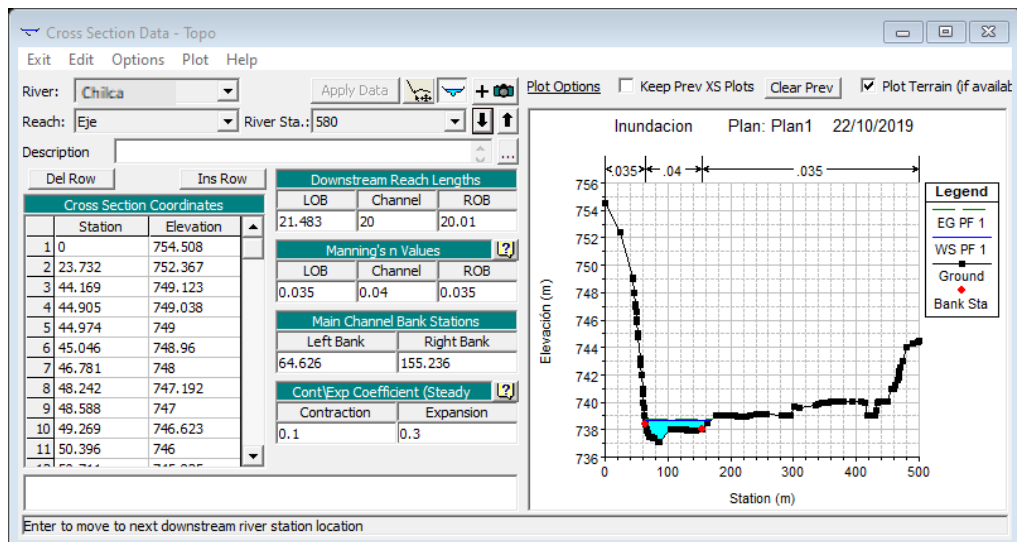 Cross Section Data - Topo
Exit Edit Options Plot Help
River: Chilca Apply Data Plot Options Keep Prev XS Plots Clear Prev Plot Terrain (if availab
Reach: Eje River Sta.: 580
Description ...
Del Row Ins Row
Cross Section Coordinates
Station Elevation
1 0 754.508
2 23.732 752.367
3 44.169 749.123
4 44.905 749.038
5 44.974 749
6 45.046 748.96
7 46.781 748
8 48.242 747.192
9 48.588 747
10 49.269 746.623
11 50.396 746
Downstream Reach Lengths
LOB Channel ROB
21.483 20 20.01
Manning's n Values
LOB Channel ROB
0.035 0.04 0.035
Main Channel Bank Stations
Left Bank Right Bank
64.626 155.236
Cont\Exp Coefficient (Steady
Contraction Expansion
0.1 0.3
Inundacion Plan: Plan1 22/10/2019
.035 .04 .035
756
754
752
750
748
746
744
742
740
738
736
Elevación (m)
0 100 200 300 400 500
Station (m)
Legend
EG PF 1
WS PF 1
Ground
Bank Sta
Enter to move to next downstream river station location